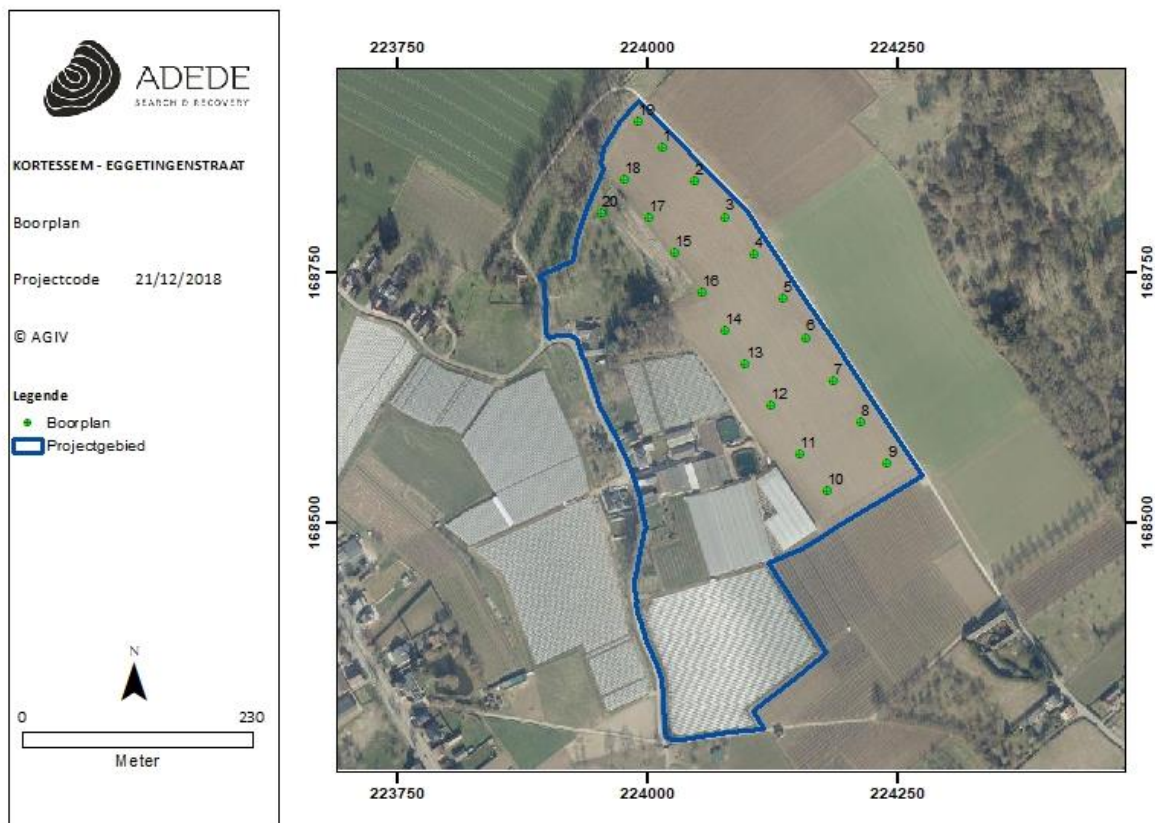 ADEDE
SEARCH & RECOVERY
KORTESSEM - EGGETINGENSTRAAT
Boorplan
Projectcode 21/12/2018
© AGIV
Legende
Boorplan
Projectgebied
N
0 230
Meter
223750 224000 224250
168750 168750
168500 168500
19
1
18
2
20
17
3
15
4
16
5
14
6
13
7
12
8
11
9
10
223750 224000 224250